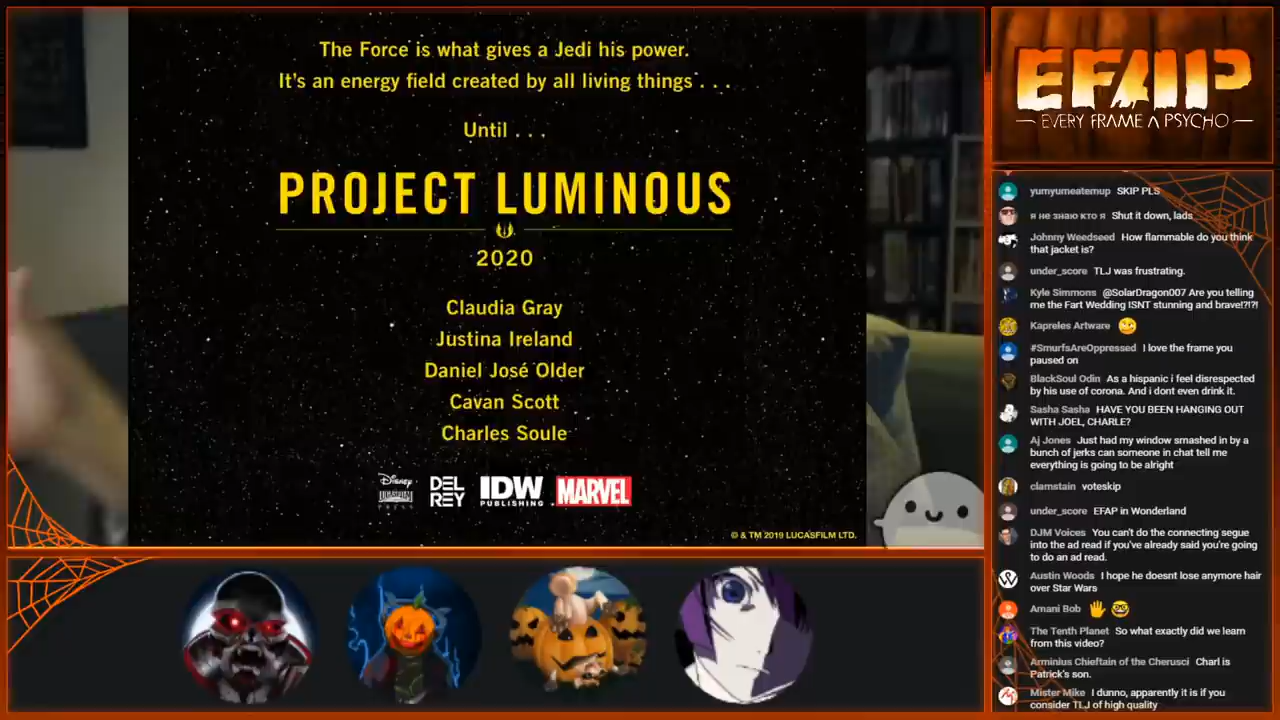 The Force is what gives a Jedi his power.
It's an energy field created by all living things . . .
Until . . .
PROJECT LUMINOUS
2020
Claudia Gray
Justina Ireland
Daniel José Older
Cavan Scott
Charles Soule
Disney
LUCASFILM
PRESS
DEL
REY
IDW
PUBLISHING
MARVEL
© & TM 2019 LUCASFILM LTD.
EFAP
EVERY FRAME A PSYCHO
yumyumeatemup SKIP PLS
я не знаю кто я Shut it down, lads
Johnny Weedseed How flammable do you think
that jacket is?
under_score TLJ was frustrating.
Kyle Simmons @SolarDragon007 Are you telling
me the Fart Wedding ISNT stunning and brave!?!?!
Kapreles Artware
#SmurfsAreOppressed I love the frame you
paused on
BlackSoul Odin As a hispanic i feel disrespected
by his use of corona. And i dont even drink it.
Sasha Sasha HAVE YOU BEEN HANGING OUT
WITH JOEL, CHARLE?
Aj Jones Just had my window smashed in by a
bunch of jerks can someone in chat tell me
everything is going to be alright
clamstain voteskip
under_score EFAP in Wonderland
DJM Voices You can't do the connecting segue
into the ad read if you've already said you're going
to do an ad read.
Austin Woods I hope he doesnt lose anymore hair
over Star Wars
Amani Bob
The Tenth Planet So what exactly did we learn
from this video?
Arminius Chieftain of the Cherusci Charl is
Patrick's son.
Mister Mike I dunno, apparently it is if you
consider TLJ of high quality